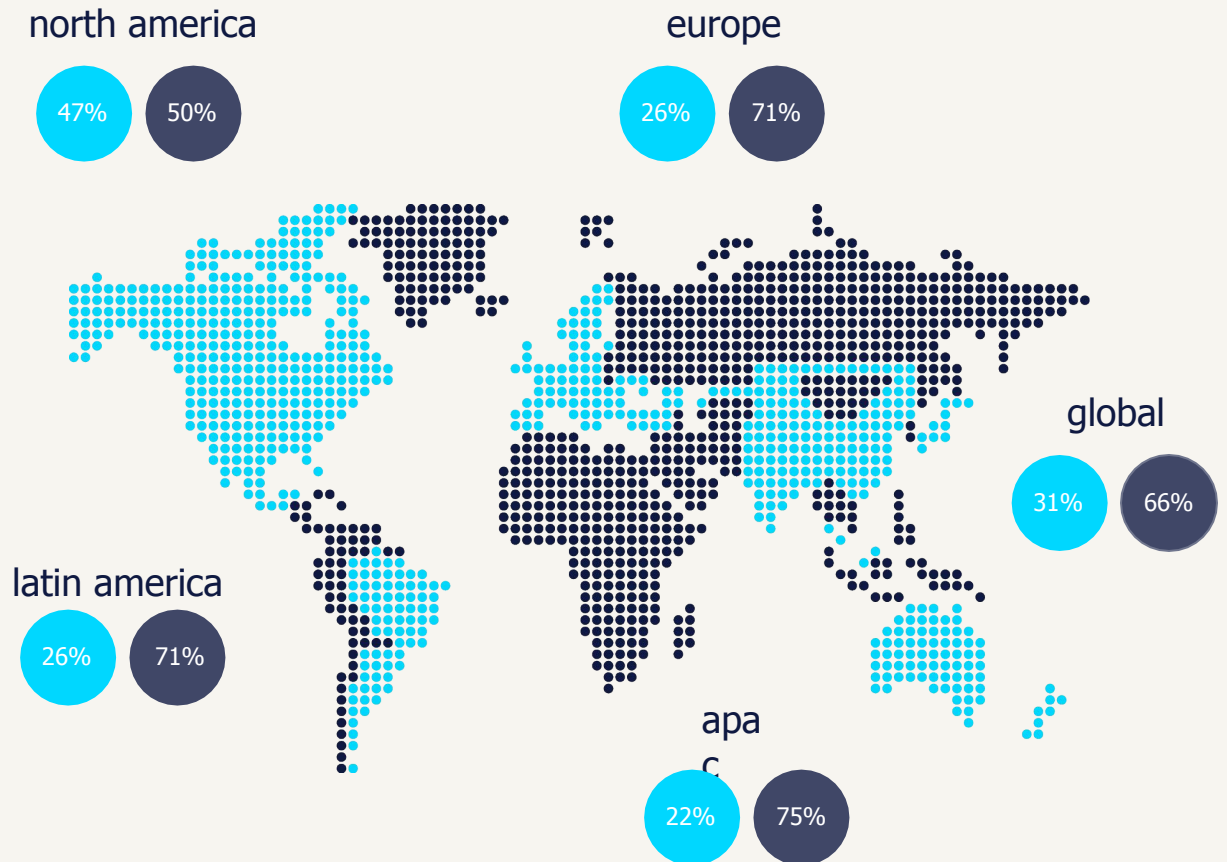 north america
47% 50%
europe
26% 71%
global
31% 66%
latin america
26% 71%
apa
c
22% 75%